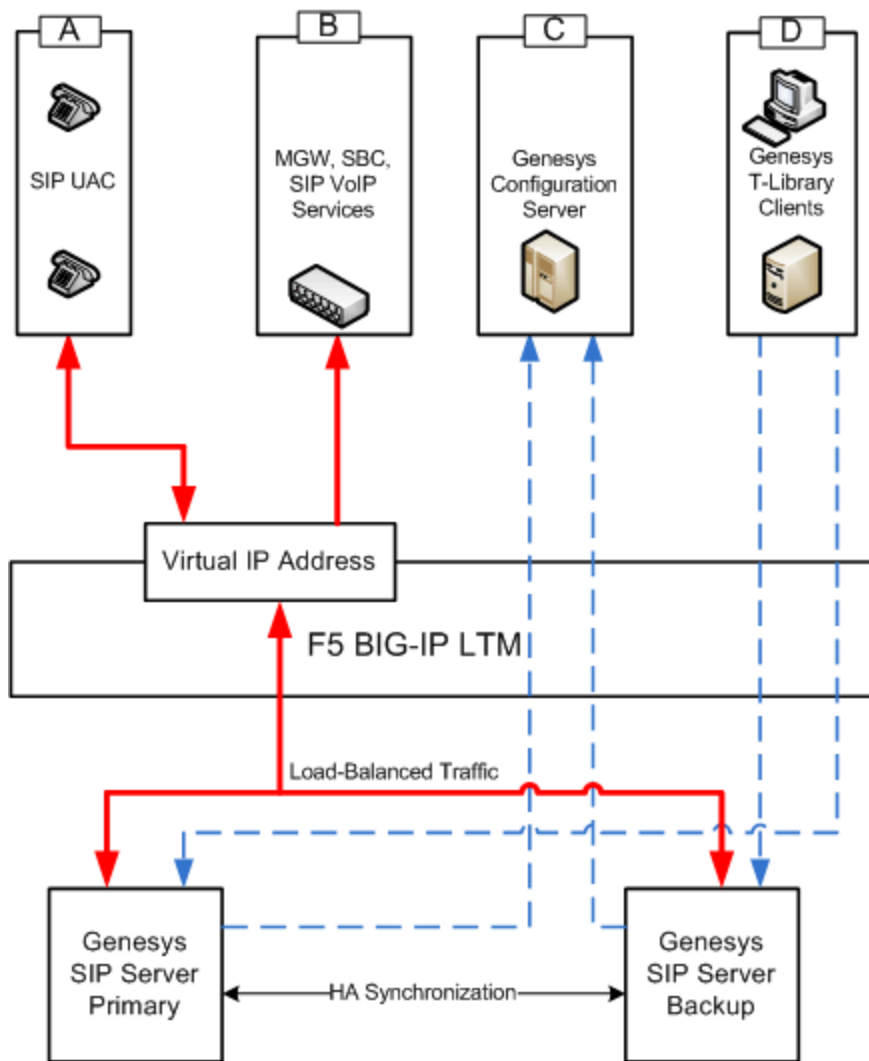 A
B
C
D
SIP UAC
MGW, SBC,
SIP VoIP
Services
Genesys
Configuration
Server
Genesys
T-Library
Clients
Virtual IP Address
F5 BIG-IP LTM
Load-Balanced Traffic
Genesys
SIP Server
Primary
HA Synchronization
Genesys
SIP Server
Backup